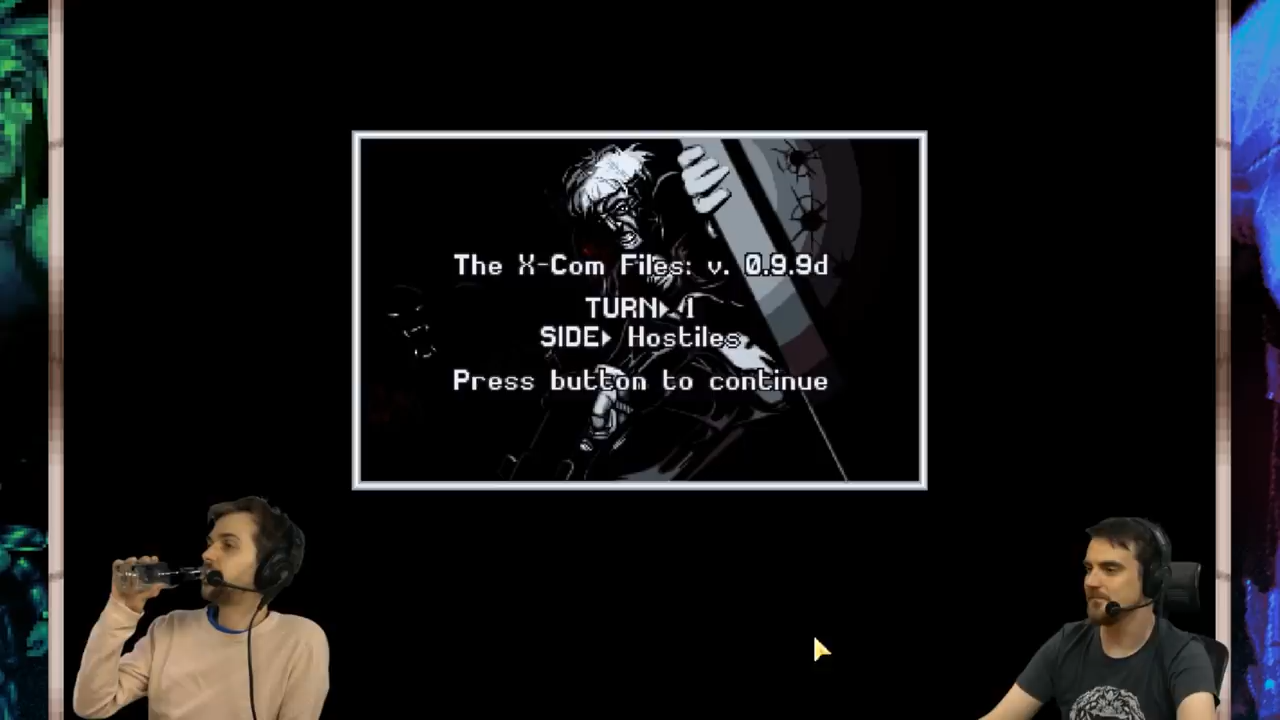 The X-Com Files: v. 0.9.9d
TURN▸ 1
SIDE▸ Hostiles
Press button to continue